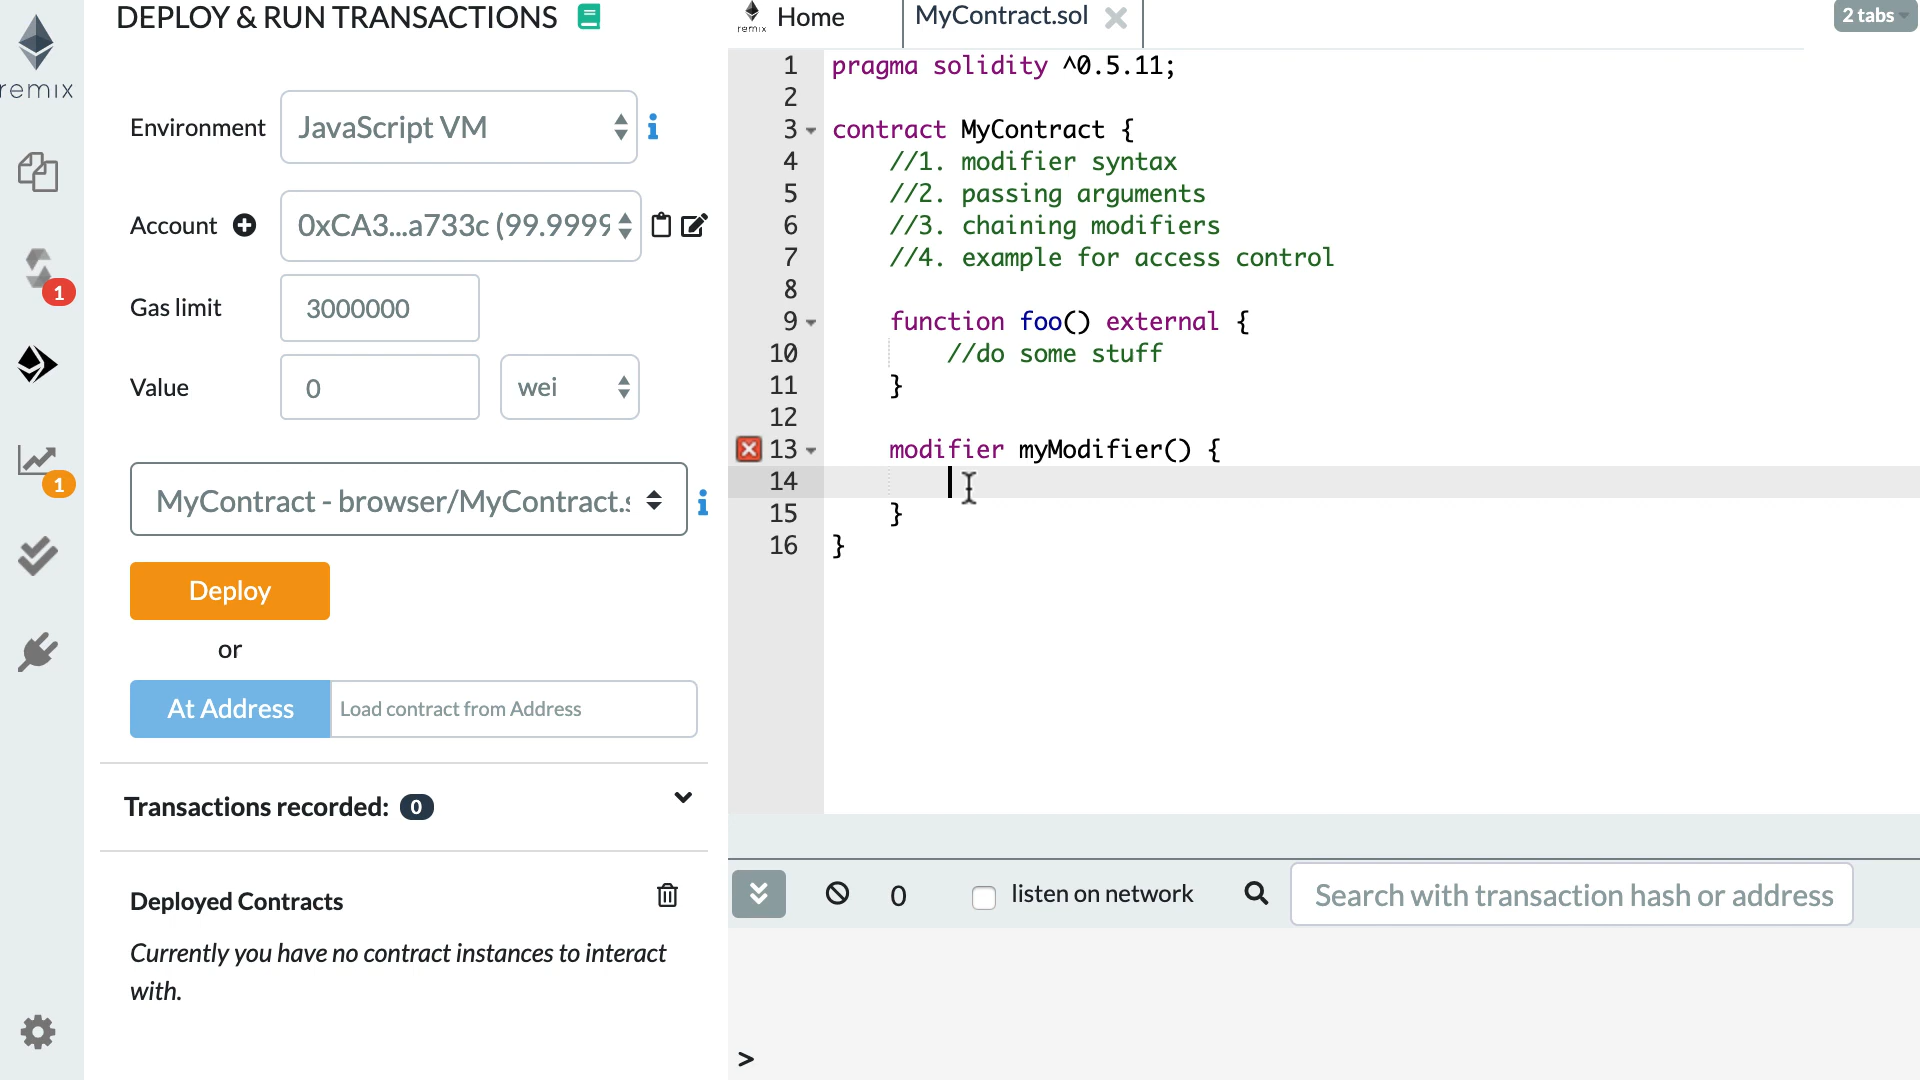 remix
DEPLOY & RUN TRANSACTIONS
Environment
JavaScript VM
Account
0xCA3...a733c (99.9999
Gas limit
3000000
Value
0
wei
MyContract - browser/MyContract.s
Deploy
or
At Address
Load contract from Address
Transactions recorded: 0
Deployed Contracts
Currently you have no contract instances to interact
with.
1
1
remix
Home
MyContract.sol
2 tabs
1 pragma solidity ^0.5.11;
2
3 contract MyContract {
4 //1. modifier syntax
5 //2. passing arguments
6 //3. chaining modifiers
7 //4. example for access control
8
9 function foo() external {
10 //do some stuff
11 }
12
13 modifier myModifier() {
14
15 }
16 }
0
listen on network
Search with transaction hash or address
>